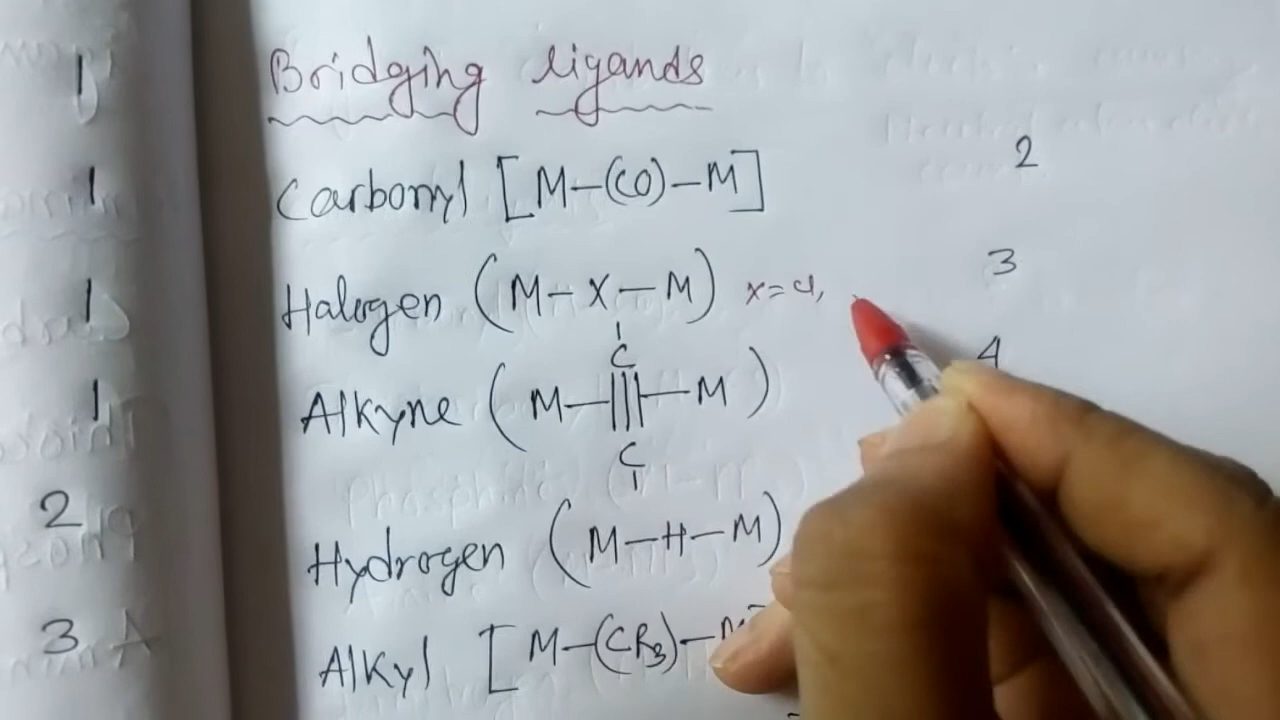 Bridging ligands
1
Carbonyl [M-(CO)-M] 2
1
Halogen (M-X-M) X=Cl, 3
1
Alkyne (M-|||-M) 4
C
C
1
Hydrogen (M-H-M)
2
Alkyl [M-(CR3)-M
3